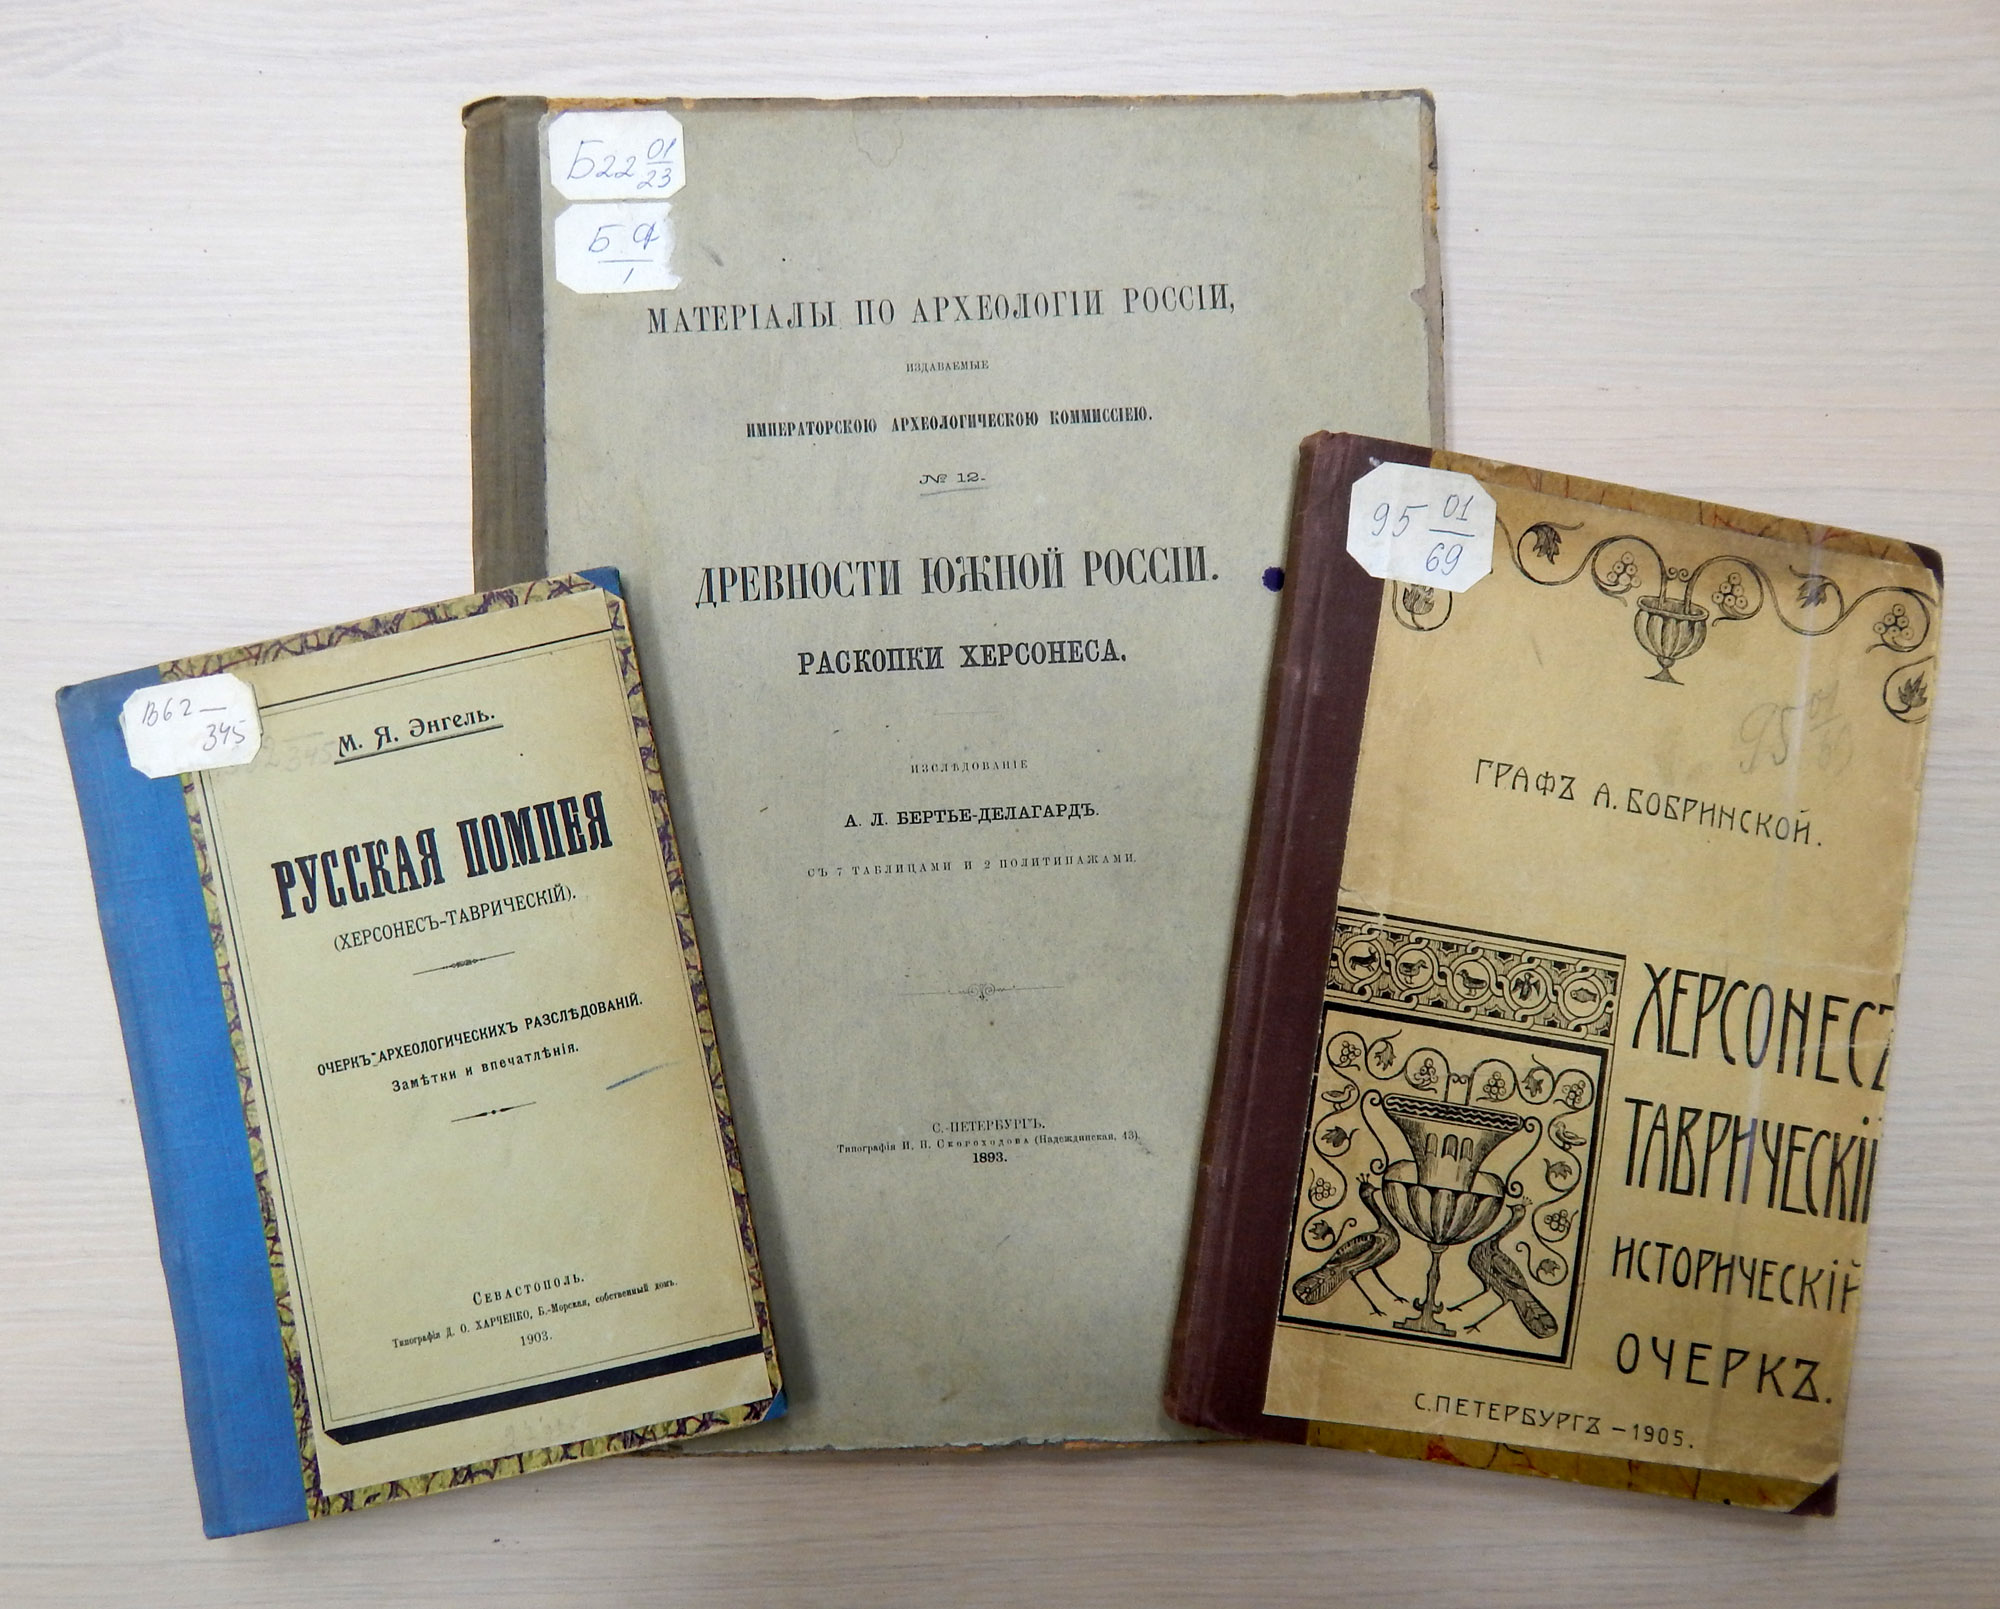 Б22 01
23
Б Ф
1
МАТЕРІАЛЫ ПО АРХЕОЛОГІИ РОССІИ,
ИЗДАВАЕМЫЕ
ИМПЕРАТОРСКОЮ АРХЕОЛОГИЧЕСКОЮ КОММИССІЕЮ.
№ 12.
ДРЕВНОСТИ ЮЖНОЙ РОССІИ.
РАСКОПКИ ХЕРСОНЕСА.
ИЗСЛѢДОВАНІЕ
А. Л. БЕРТЬЕ-ДЕЛАГАРДЪ.
СЪ 7 ТАБЛИЦАМИ И 2 ПОЛИТИПАЖАМИ.
С.-ПЕТЕРБУРГЪ.
Типографія И. Н. Скороходова (Надеждинская, 43).
1893.
В62 —
345
М. Я. Энгель.
РУССКАЯ ПОМПЕЯ
(ХЕРСОНЕСЪ-ТАВРИЧЕСКІЙ).
ОЧЕРКЪ АРХЕОЛОГИЧЕСКИХЪ РАЗСЛѢДОВАНІЙ.
Замѣтки и впечатлѣнія.
СЕВАСТОПОЛЬ.
Типографія Д. О. ХАРЧЕНКО, Б.-Морская, собственный домъ.
1903.
95 01
69
95 01
69
ГРАФЪ А. БОБРИНСКОЙ.
ХЕРСОНЕСЪ
ТАВРИЧЕСКІЙ
ИСТОРИЧЕСКІЙ
ОЧЕРКЪ.
С.ПЕТЕРБУРГЪ — 1905.